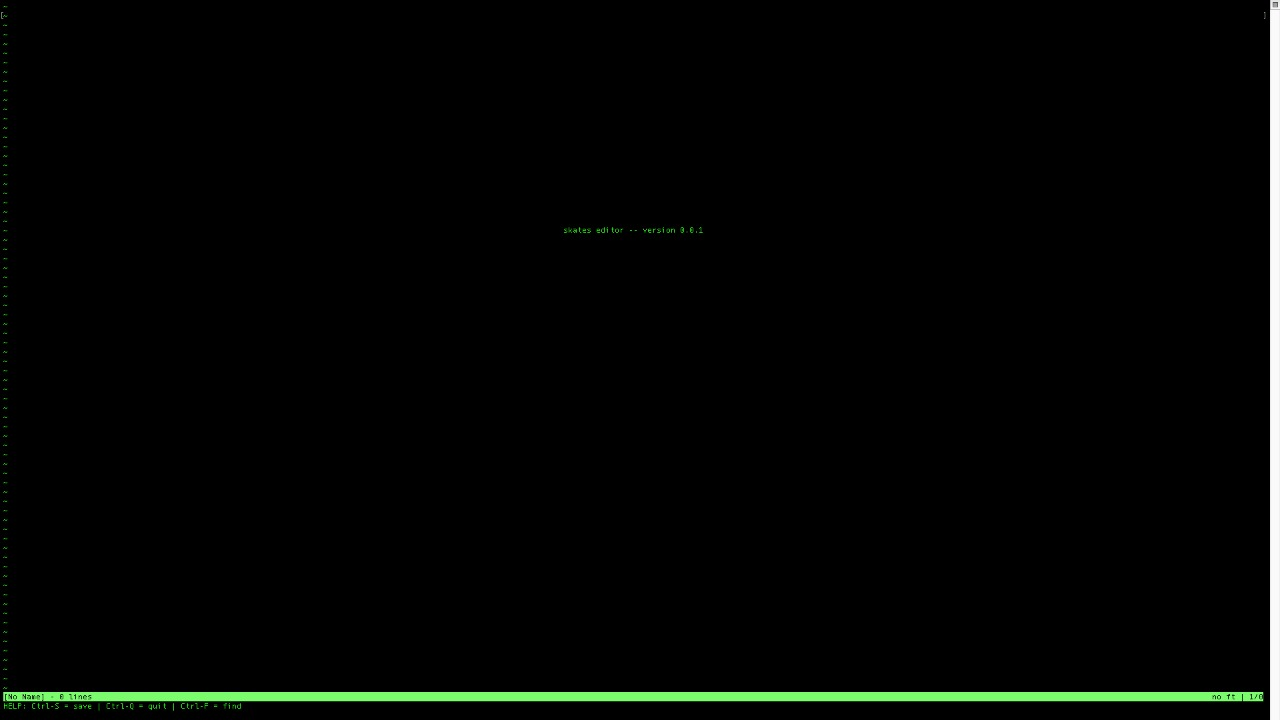 skates editor -- version 0.0.1
[No Name] - 0 lines no ft | 1/0
HELP: Ctrl-S = save | Ctrl-Q = quit | Ctrl-F = find